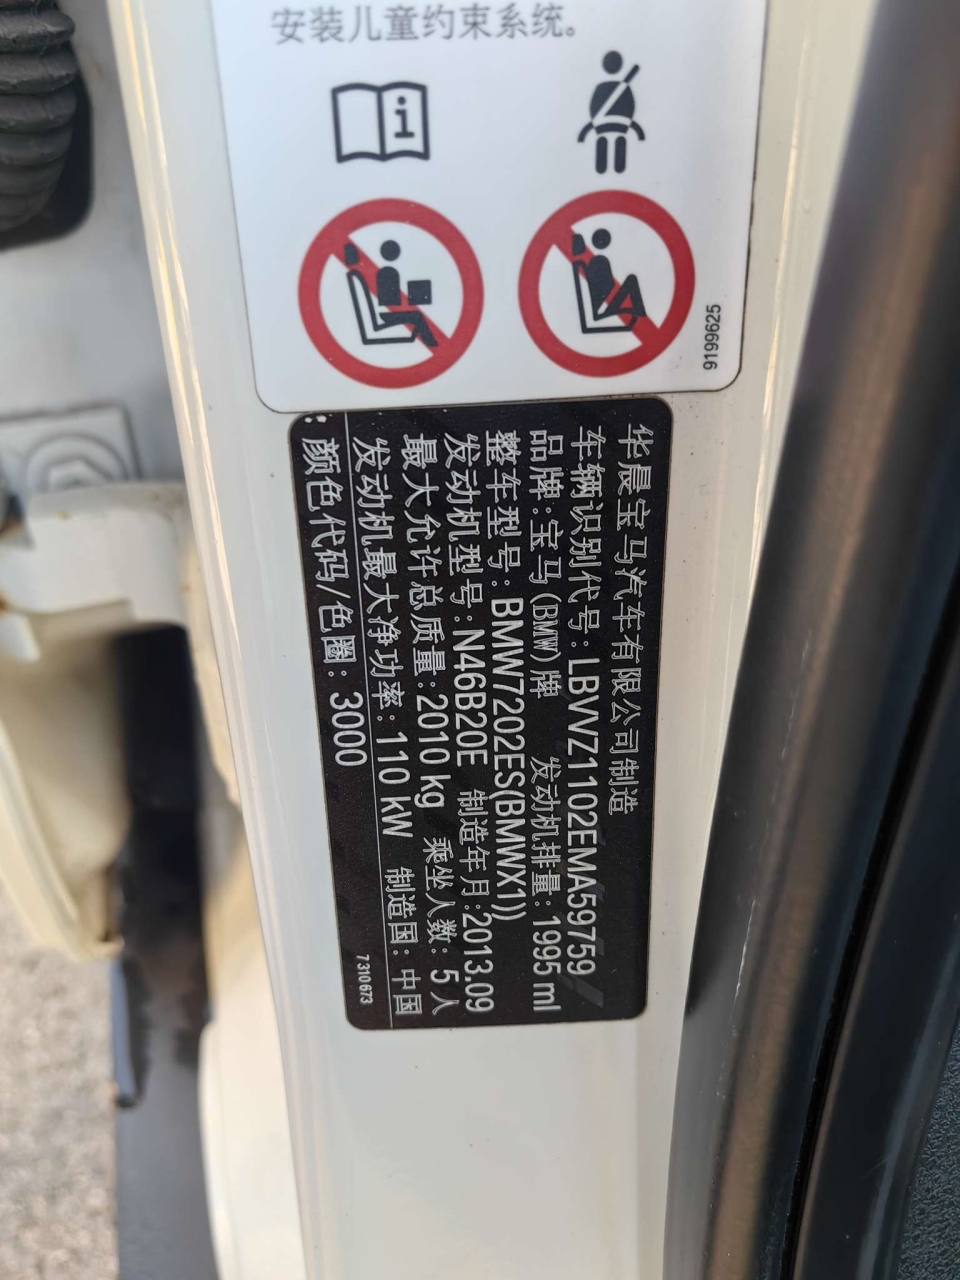 安装儿童约束系统。
i
9199625
华晨宝马汽车有限公司制造
车辆识别代号:LBVVZ1102EMA59759
品牌:宝马(BMW)牌 发动机排量:1995 ml
整车型号:BMW7202ES(BMWX1))
发动机型号:N46B20E 制造年月:2013.09
最大允许总质量:2010 kg 乘坐人数:5人
发动机最大净功率:110 kW 制造国:中国
颜色代码/色圈:3000
7310673